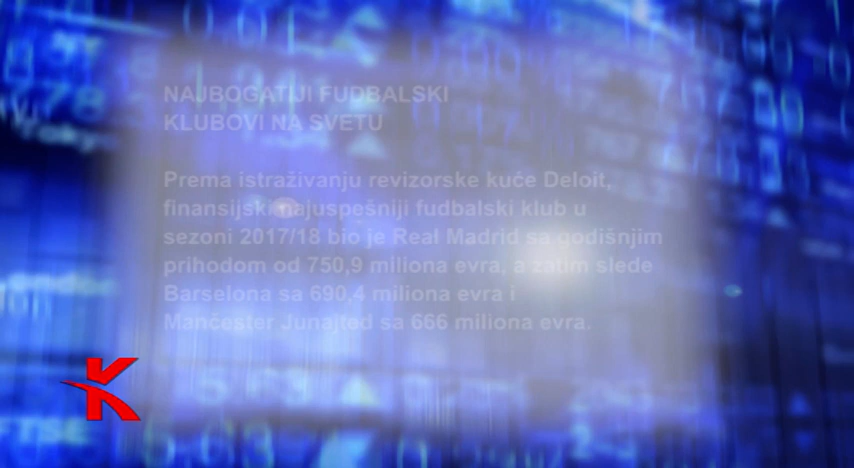 NAJBOGATIJI FUDBALSKI
KLUBOVI NA SVETU
Prema istraživanju revizorske kuće Deloit,
finansijski najuspešniji fudbalski klub u
sezoni 2017/18 bio je Real Madrid sa godišnjim
prihodom od 750,9 miliona evra, a zatim slede
Barselona sa 690,4 miliona evra i
Mančester Junajted sa 666 miliona evra.
K
FTSE